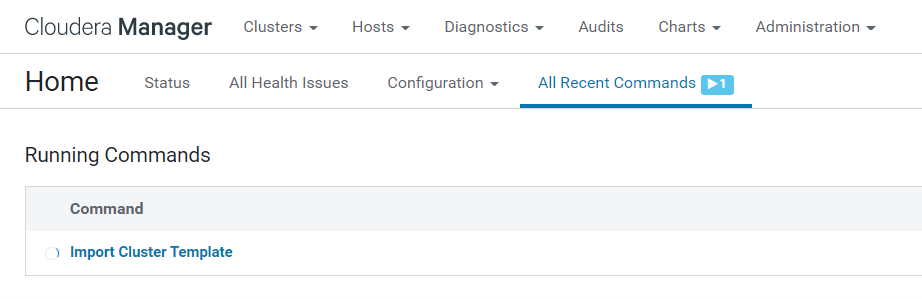 Cloudera Manager Clusters Hosts Diagnostics Audits Charts Administration
Home Status All Health Issues Configuration All Recent Commands 1
Running Commands
Command
Import Cluster Template